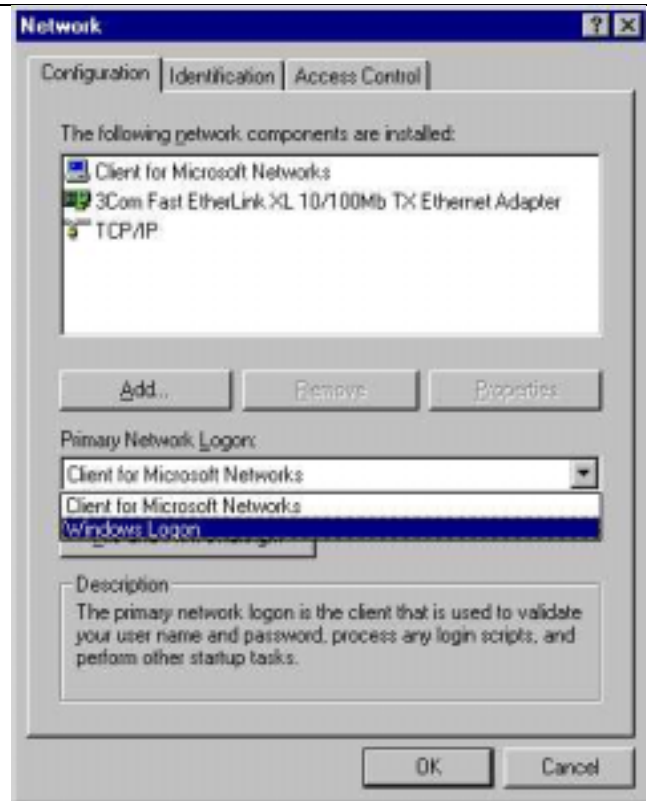 Network
Configuration Identification Access Control
The following network components are installed:
Client for Microsoft Networks
3Com Fast EtherLink XL 10/100Mb TX Ethernet Adapter
TCP/IP
Add... Remove Properties
Primary Network Logon:
Client for Microsoft Networks
Client for Microsoft Networks
Windows Logon
Description
The primary network logon is the client that is used to validate
your user name and password, process any login scripts, and
perform other startup tasks.
OK Cancel